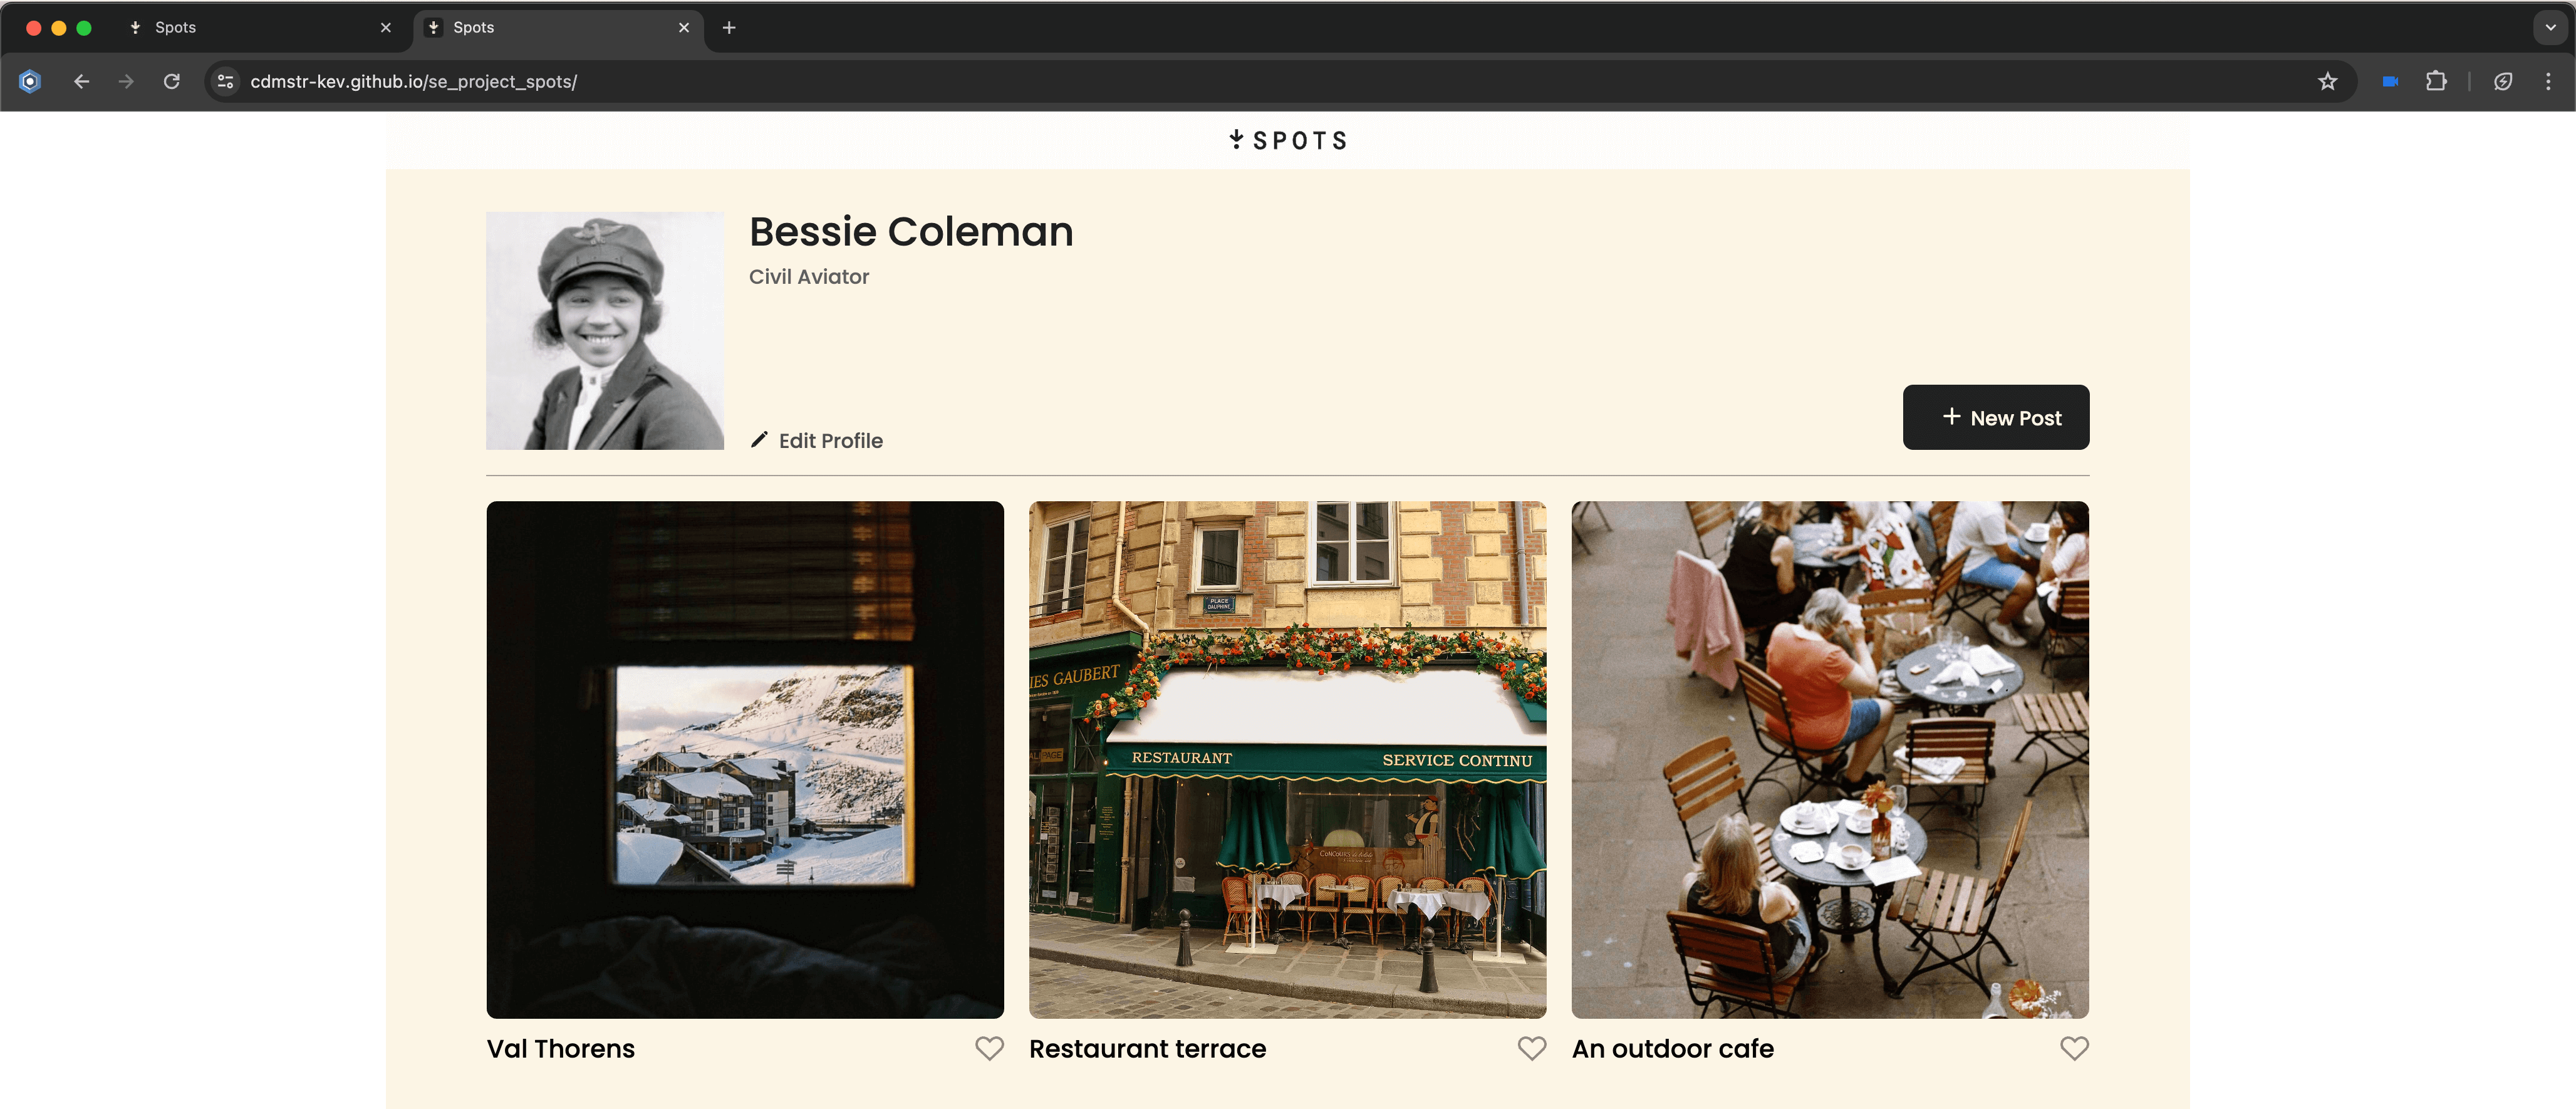 Spots
Spots
cdmstr-kev.github.io/se_project_spots/
SPOTS
Bessie Coleman
Civil Aviator
Edit Profile
New Post
PLACE
DAUPHINE
IES GAUBERT
PAGE
RESTAURANT
SERVICE CONTINU
Val Thorens
Restaurant terrace
An outdoor cafe